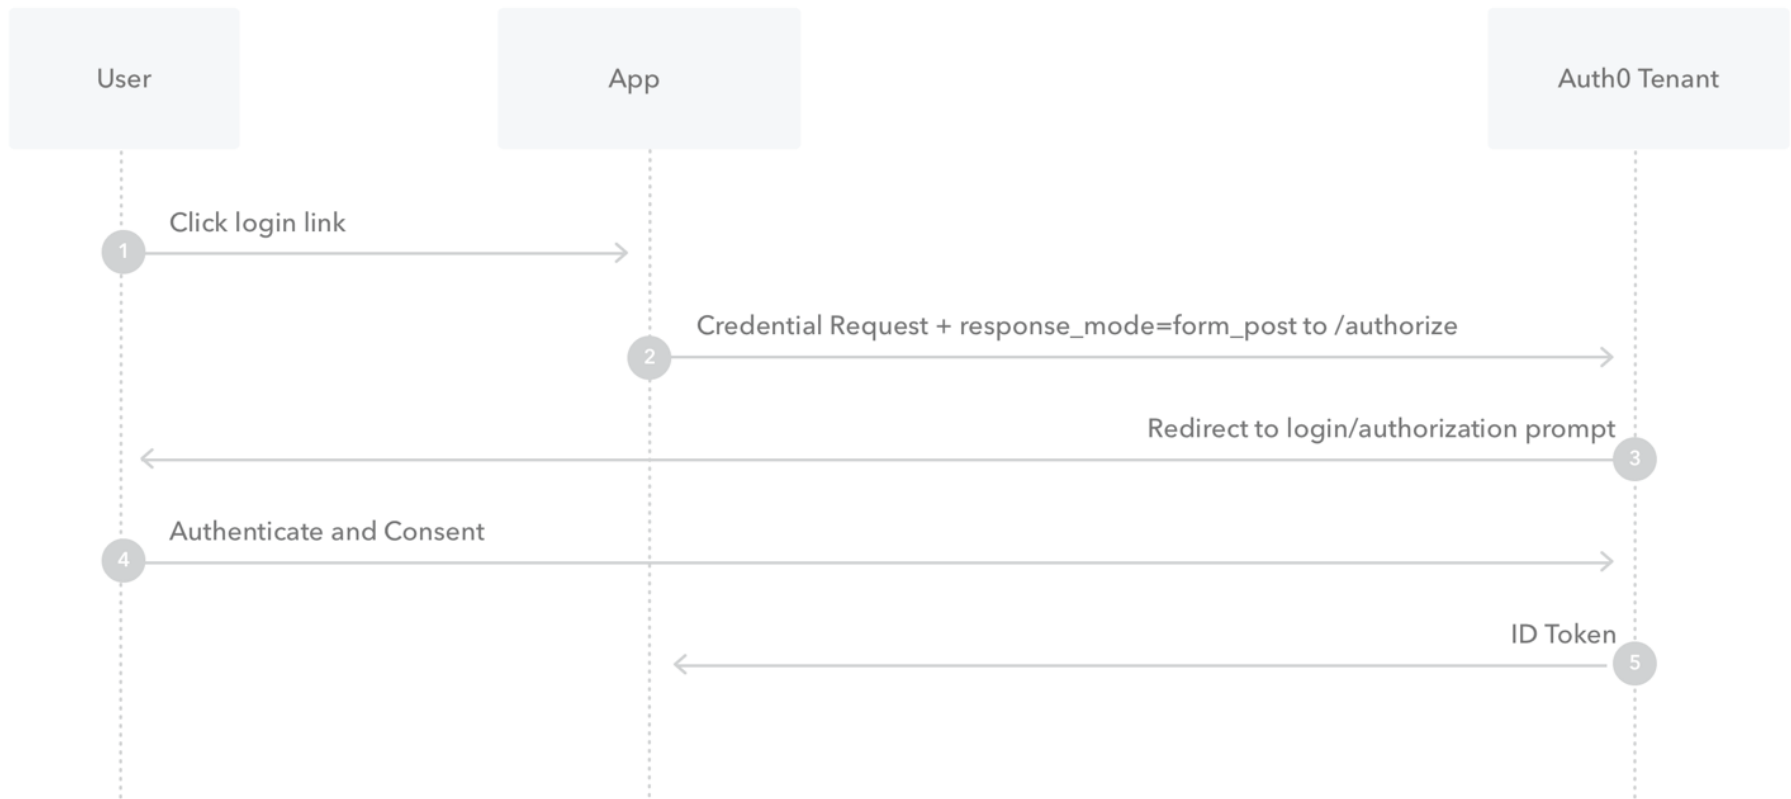 User
App
Auth0 Tenant
Click login link
1
Credential Request + response_mode=form_post to /authorize
2
Redirect to login/authorization prompt
3
Authenticate and Consent
4
ID Token
5